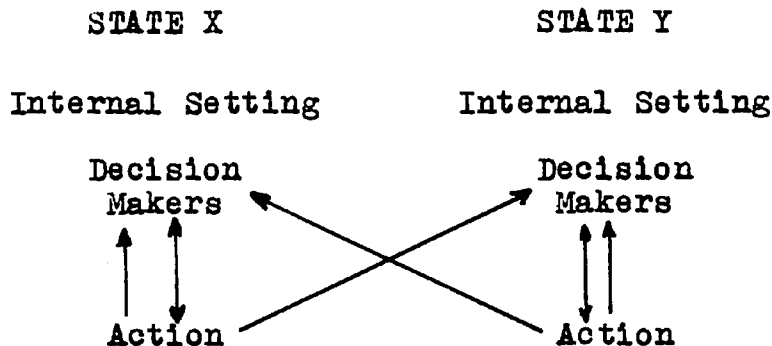 STATE X STATE Y
Internal Setting Internal Setting
Decision Decision
Makers Makers
Action Action